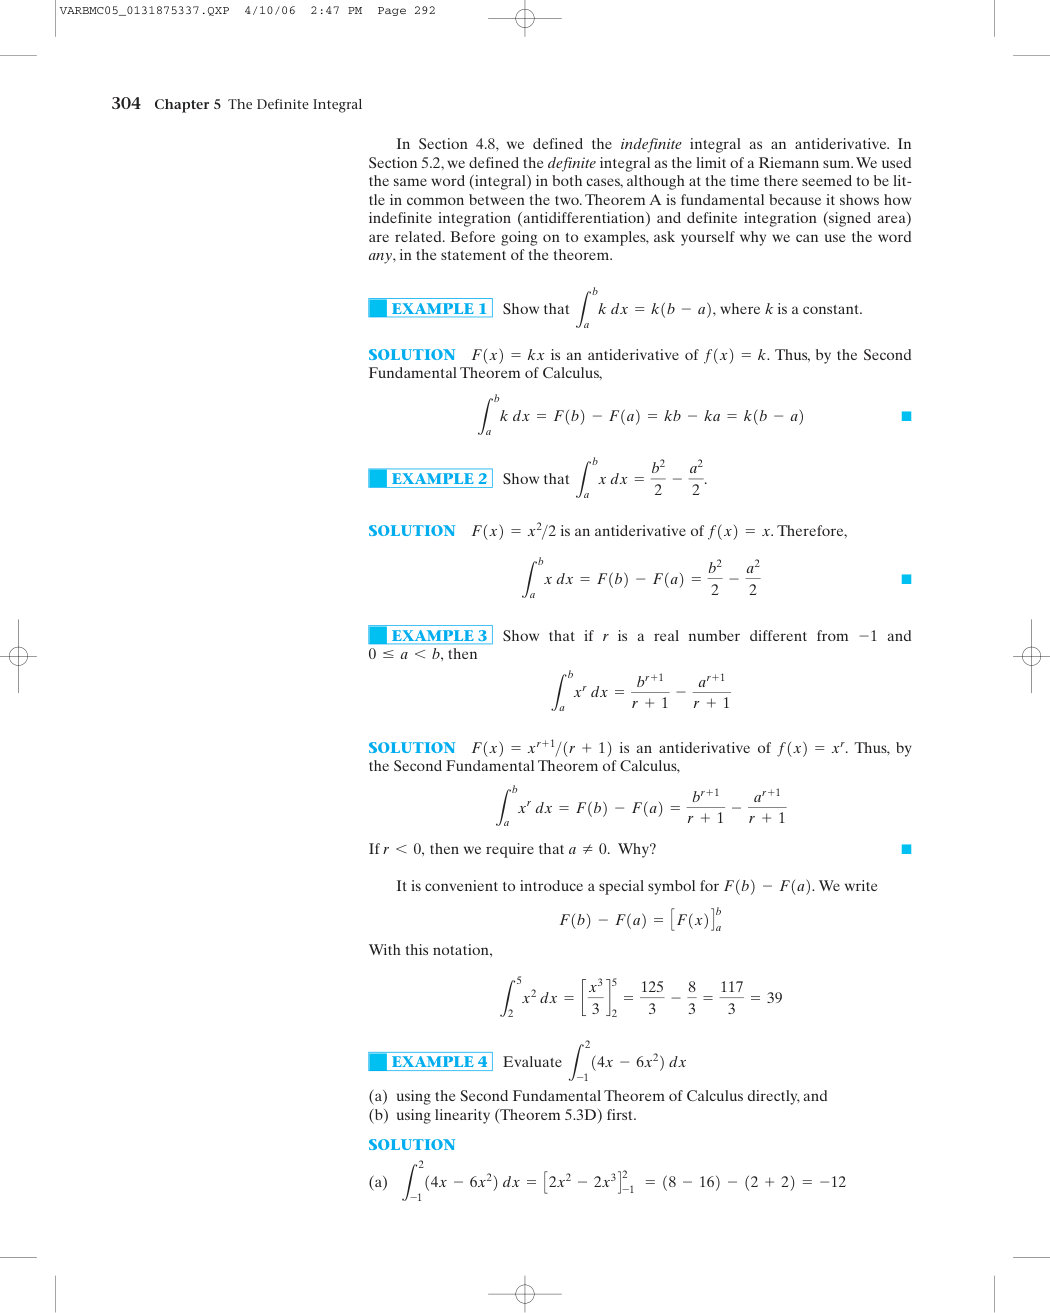 VARBMC05_0131875337.QXP 4/10/06 2:47 PM Page 292
304 Chapter 5 The Definite Integral
In Section 4.8, we defined the indefinite integral as an antiderivative. In
Section 5.2, we defined the definite integral as the limit of a Riemann sum. We used
the same word (integral) in both cases, although at the time there seemed to be lit-
tle in common between the two. Theorem A is fundamental because it shows how
indefinite integration (antidifferentiation) and definite integration (signed area)
are related. Before going on to examples, ask yourself why we can use the word
any, in the statement of the theorem.
EXAMPLE 1 Show that ∫_a^b k dx = k(b − a), where k is a constant.
SOLUTION F(x) = kx is an antiderivative of f(x) = k. Thus, by the Second
Fundamental Theorem of Calculus,
∫_a^b k dx = F(b) − F(a) = kb − ka = k(b − a)
EXAMPLE 2 Show that ∫_a^b x dx = b²/2 − a²/2.
SOLUTION F(x) = x²/2 is an antiderivative of f(x) = x. Therefore,
∫_a^b x dx = F(b) − F(a) = b²/2 − a²/2
EXAMPLE 3 Show that if r is a real number different from −1 and
0 ≤ a < b, then
∫_a^b x^r dx = b^(r+1)/(r + 1) − a^(r+1)/(r + 1)
SOLUTION F(x) = x^(r+1)/(r + 1) is an antiderivative of f(x) = x^r. Thus, by
the Second Fundamental Theorem of Calculus,
∫_a^b x^r dx = F(b) − F(a) = b^(r+1)/(r + 1) − a^(r+1)/(r + 1)
If r < 0, then we require that a ≠ 0. Why?
It is convenient to introduce a special symbol for F(b) − F(a). We write
F(b) − F(a) = [F(x)]_a^b
With this notation,
∫_2^5 x² dx = [x³/3]_2^5 = 125/3 − 8/3 = 117/3 = 39
EXAMPLE 4 Evaluate ∫_−1^2 (4x − 6x²) dx
(a) using the Second Fundamental Theorem of Calculus directly, and
(b) using linearity (Theorem 5.3D) first.
SOLUTION
(a) ∫_−1^2 (4x − 6x²) dx = [2x² − 2x³]_−1^2 = (8 − 16) − (2 + 2) = −12